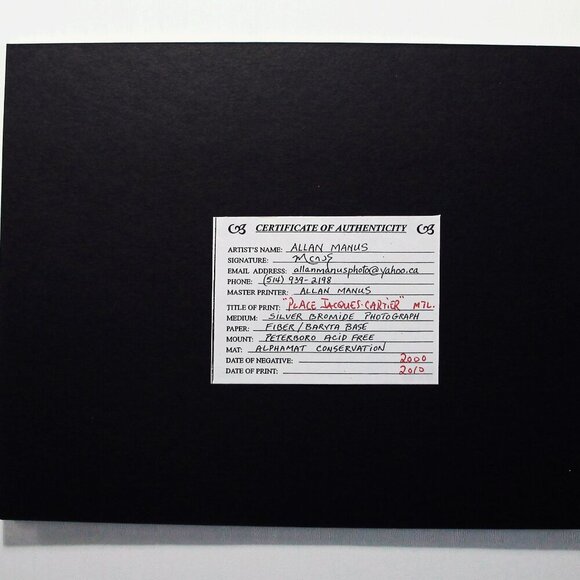 CERTIFICATE OF AUTHENTICITY
ARTIST'S NAME: ALLAN MANUS
SIGNATURE: Manus
EMAIL ADDRESS: allanmanusphoto@yahoo.ca
PHONE: (514) 939-2198
MASTER PRINTER: ALLAN MANUS
TITLE OF PRINT: "PLACE JACQUES-CARTIER" MTL.
MEDIUM: SILVER BROMIDE PHOTOGRAPH
PAPER: FIBER/BARYTA BASE
MOUNT: PETERBORO ACID FREE
MAT: ALPHAMAT CONSERVATION
DATE OF NEGATIVE: 2000
DATE OF PRINT: 2010